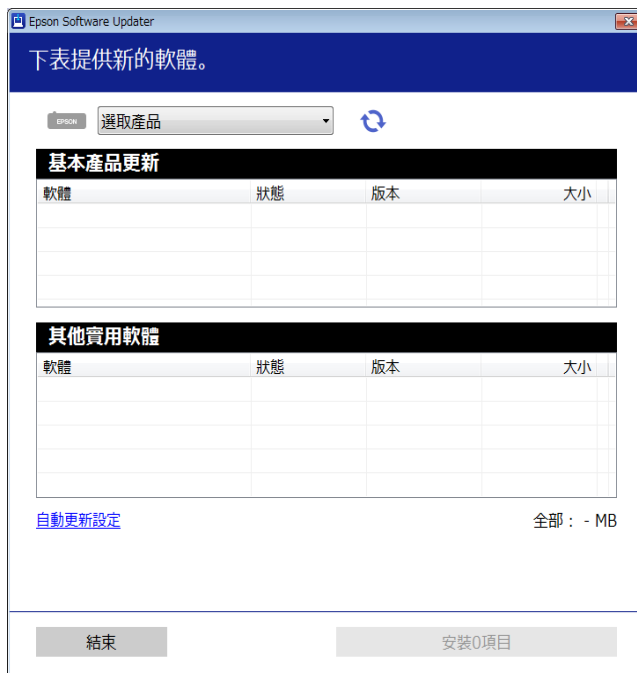 Epson Software Updater
下表提供新的軟體。
EPSON 選取產品
基本產品更新
軟體 狀態 版本 大小
其他實用軟體
軟體 狀態 版本 大小
自動更新設定 全部： - MB
結束 安裝0項目